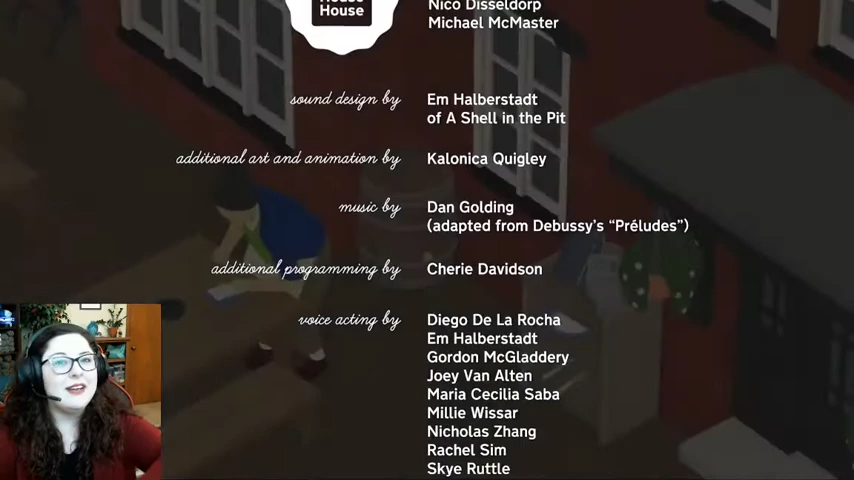 House
House
Nico Disseldorp
Michael McMaster
sound design by
Em Halberstadt
of A Shell in the Pit
additional art and animation by
Kalonica Quigley
music by
Dan Golding
(adapted from Debussy's “Préludes”)
additional programming by
Cherie Davidson
voice acting by
Diego De La Rocha
Em Halberstadt
Gordon McGladdery
Joey Van Alten
Maria Cecilia Saba
Millie Wissar
Nicholas Zhang
Rachel Sim
Skye Ruttle